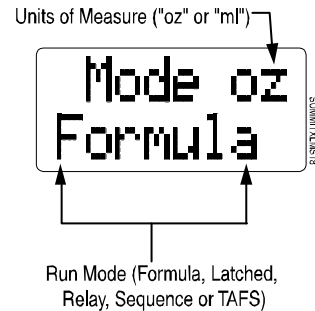 Units of Measure ("oz" or "ml")
Mode oz
Formula
Run Mode (Formula, Latched,
Relay, Sequence or TAFS)